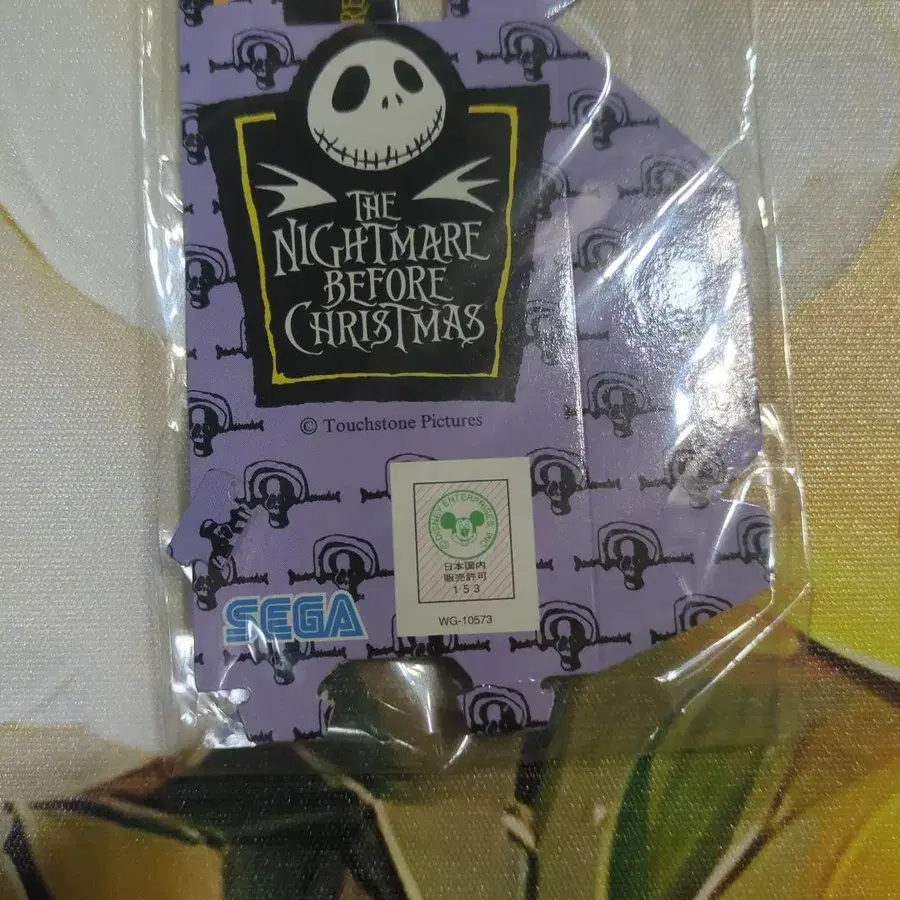 RE
THE
NIGHTMARE
BEFORE
CHRISTMAS
© Touchstone Pictures
© DISNEY ENTERPRISES, INC.
日本国内
販売許可
153
WG-10573
SEGA